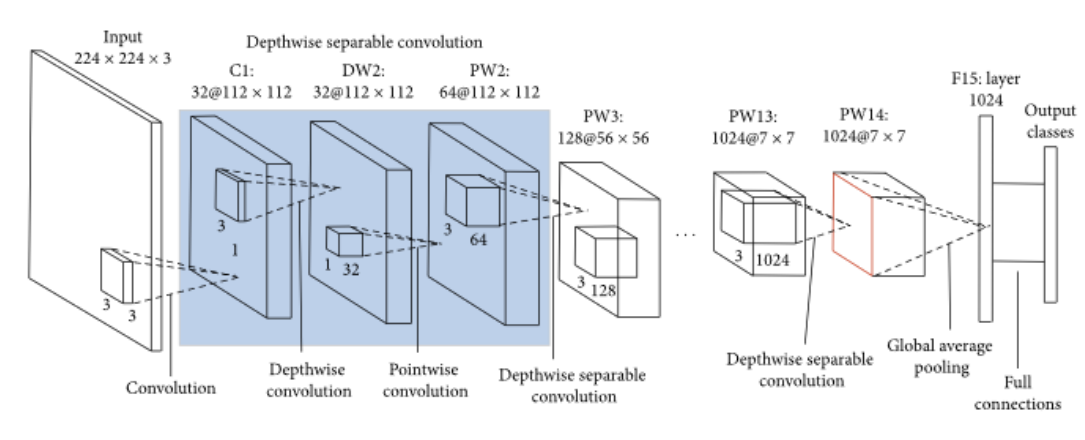 Input
224 × 224 × 3
Depthwise separable convolution
C1:
32@112 × 112
DW2:
32@112 × 112
PW2:
64@112 × 112
PW3:
128@56 × 56
PW13:
1024@7 × 7
PW14:
1024@7 × 7
F15: layer
1024
Output
classes
3
3
3
1
1
32
3
64
3
128
...
3
1024
Convolution
Depthwise
convolution
Pointwise
convolution
Depthwise separable
convolution
Depthwise separable
convolution
Global average
pooling
Full
connections